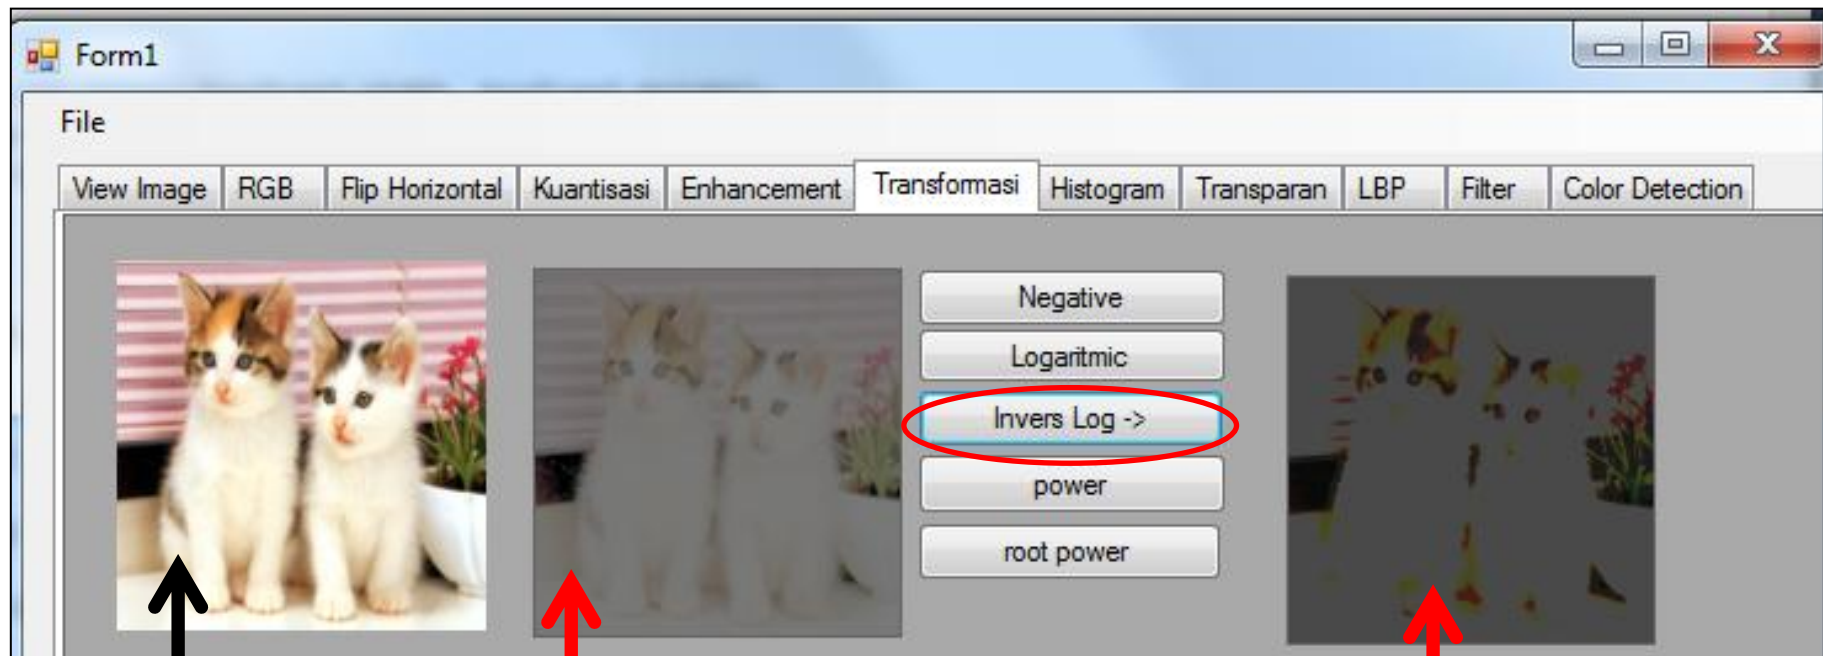 Form1
File
View Image RGB Flip Horizontal Kuantisasi Enhancement Transformasi Histogram Transparan LBP Filter Color Detection
Negative
Logaritmic
Invers Log ->
power
root power